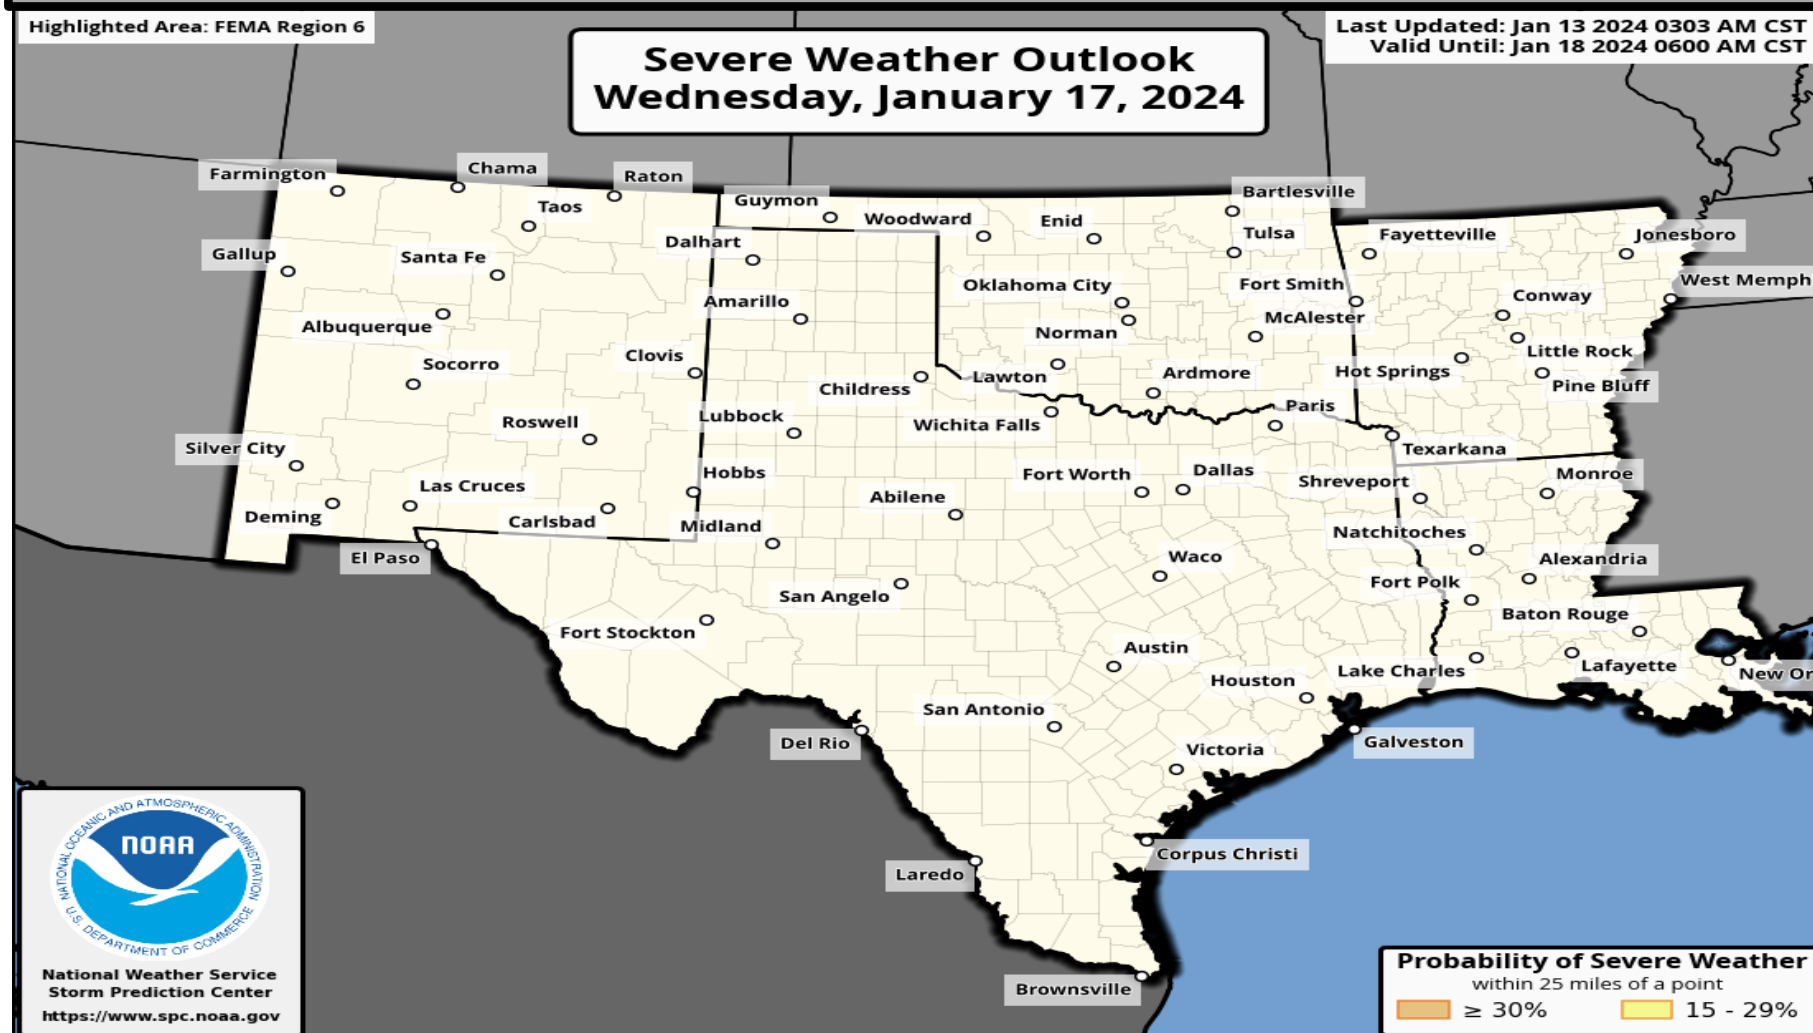 Highlighted Area: FEMA Region 6
Severe Weather Outlook
Wednesday, January 17, 2024
Last Updated: Jan 13 2024 0303 AM CST
Valid Until: Jan 18 2024 0600 AM CST
Farmington
Chama
Raton
Taos
Guymon
Woodward
Enid
Bartlesville
Tulsa
Fayetteville
Jonesboro
Gallup
Santa Fe
Dalhart
Oklahoma City
Fort Smith
Conway
West Memph
Albuquerque
Amarillo
Norman
McAlester
Little Rock
Socorro
Clovis
Childress
Lawton
Ardmore
Hot Springs
Pine Bluff
Roswell
Lubbock
Wichita Falls
Paris
Texarkana
Silver City
Las Cruces
Hobbs
Abilene
Fort Worth
Dallas
Shreveport
Monroe
Deming
Carlsbad
Midland
Natchitoches
El Paso
San Angelo
Waco
Fort Polk
Alexandria
Fort Stockton
Austin
Baton Rouge
Houston
Lake Charles
Lafayette
New Or
San Antonio
Del Rio
Victoria
Galveston
Laredo
Corpus Christi
Brownsville
NATIONAL OCEANIC AND ATMOSPHERIC ADMINISTRATION
NOAA
U.S. DEPARTMENT OF COMMERCE
National Weather Service
Storm Prediction Center
https://www.spc.noaa.gov
Probability of Severe Weather
within 25 miles of a point
≥ 30% 15 - 29%